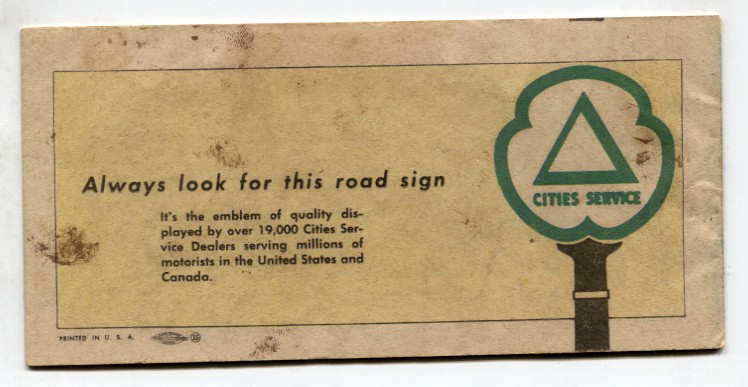 Always look for this road sign
It's the emblem of quality dis-
played by over 19,000 Cities Ser-
vice Dealers serving millions of
motorists in the United States and
Canada.
CITIES SERVICE
PRINTED IN U. S. A.